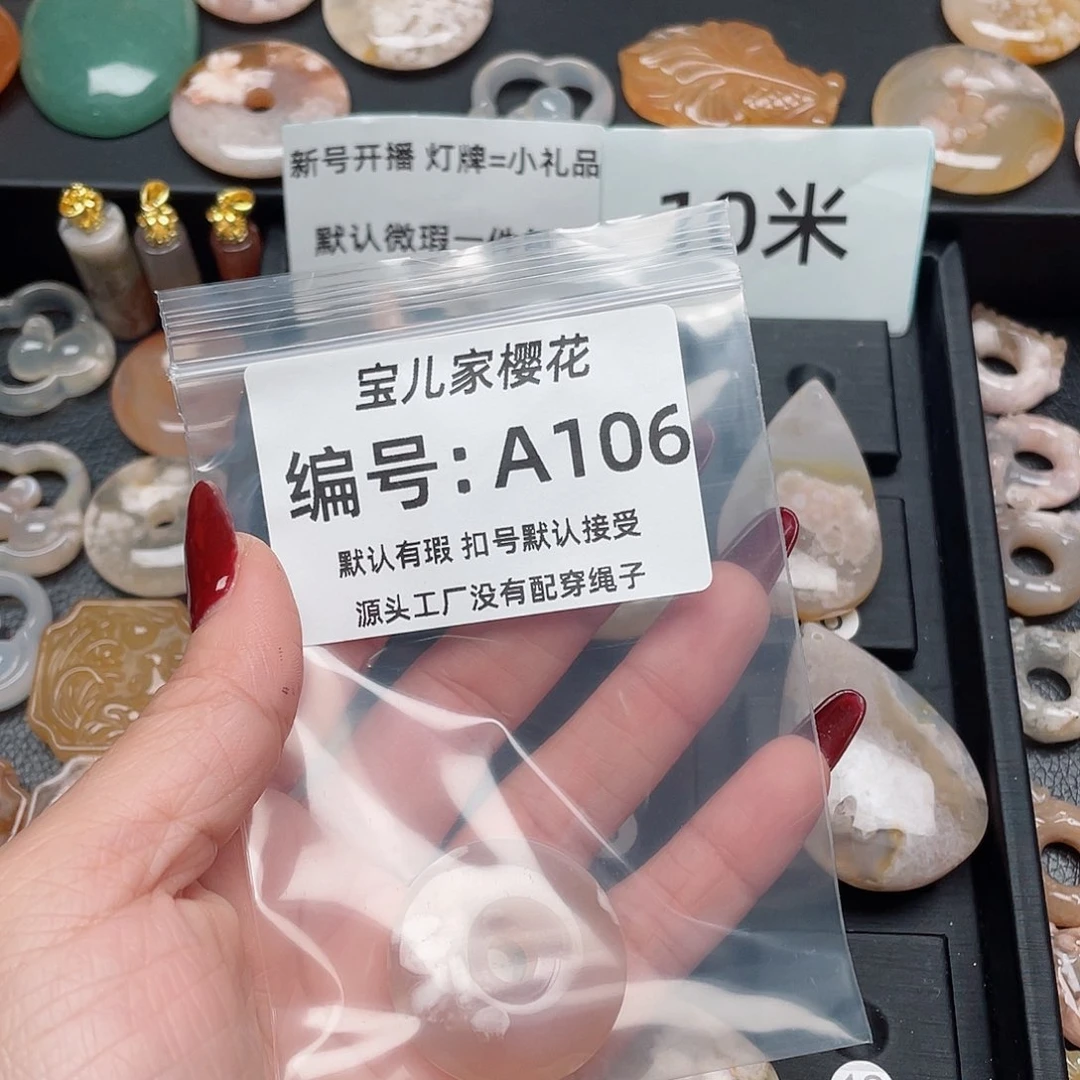 新号开播 灯牌=小礼品
默认微瑕一件
10米
宝儿家樱花
编号：A106
默认有瑕 扣号默认接受
源头工厂没有配穿绳子